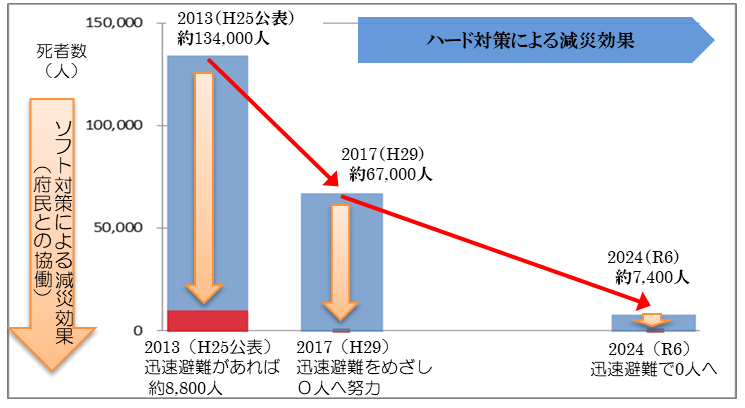 死者数
（人）
150,000
100,000
50,000
0
ソフト対策による減災効果
（府民との協働）
ハード対策による減災効果
2013（H25公表）
約134,000人
2017（H29）
約67,000人
2024（R6）
約7,400人
2013（H25公表）
迅速避難があれば
約8,800人
2017（H29）
迅速避難をめざし
０人へ努力
2024（R6）
迅速避難で0人へ